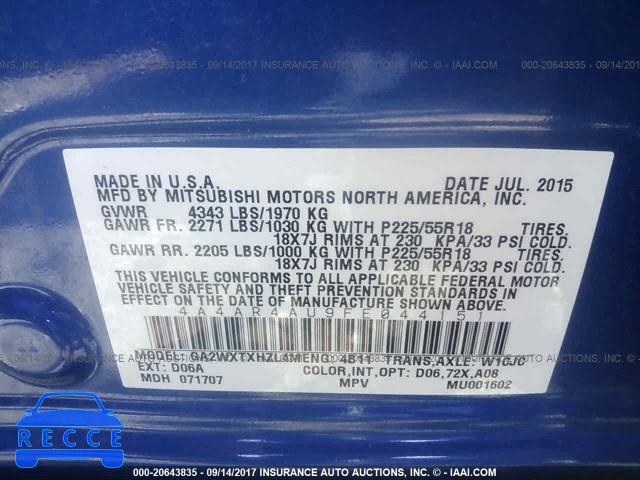 000-20643835 - 09/14/2017 INSURANCE AUTO AUCTIONS, INC. © - IAAI.COM
000-20643835 - 09/14/2017
MADE IN U.S.A. DATE JUL. 2015
MFD BY MITSUBISHI MOTORS NORTH AMERICA, INC.
GVWR 4343 LBS/1970 KG
GAWR FR. 2271 LBS/1030 KG WITH P225/55R18 TIRES.
18X7J RIMS AT 230 KPA/33 PSI COLD.
GAWR RR. 2205 LBS/1000 KG WITH P225/55R18 TIRES.
18X7J RIMS AT 230 KPA/33 PSI COLD.
THIS VEHICLE CONFORMS TO ALL APPLICABLE FEDERAL MOTOR
VEHICLE SAFETY AND THEFT PREVENTION STANDARDS IN
EFFECT ON THE DATE OF MANUFACTURE SHOWN ABOVE.
4A4AR4AU9FE044151
MODEL: GA2WXTXHZL4M ENG: 4B11 TRANS,AXLE: W1CJC
EXT: D06A COLOR,INT,OPT: D06,72X,A08
MDH 071707 MPV MU001602
RECCE
000-20643835 - 09/14/2017 INSURANCE AUTO AUCTIONS, INC. © - IAAI.COM